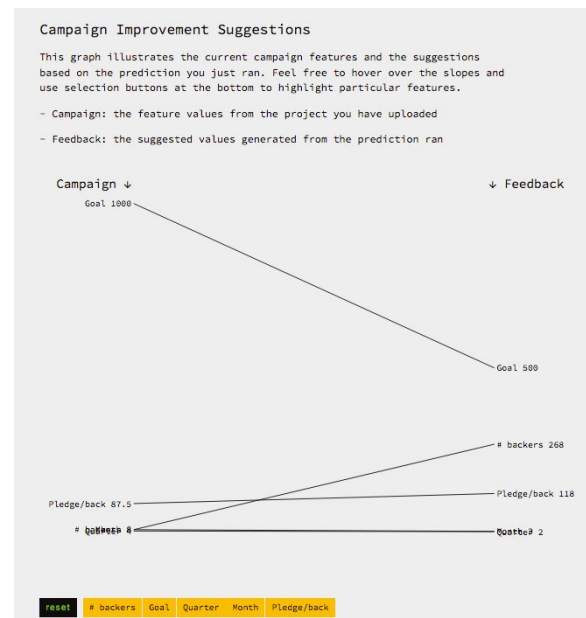 Campaign Improvement Suggestions
This graph illustrates the current campaign features and the suggestions
based on the prediction you just ran. Feel free to hover over the slopes and
use selection buttons at the bottom to highlight particular features.
- Campaign: the feature values from the project you have uploaded
- Feedback: the suggested values generated from the prediction ran
Campaign ↓
↓ Feedback
Goal 1000
Goal 500
# backers 268
Pledge/back 118
Pledge/back 87.5
reset # backers Goal Quarter Month Pledge/back